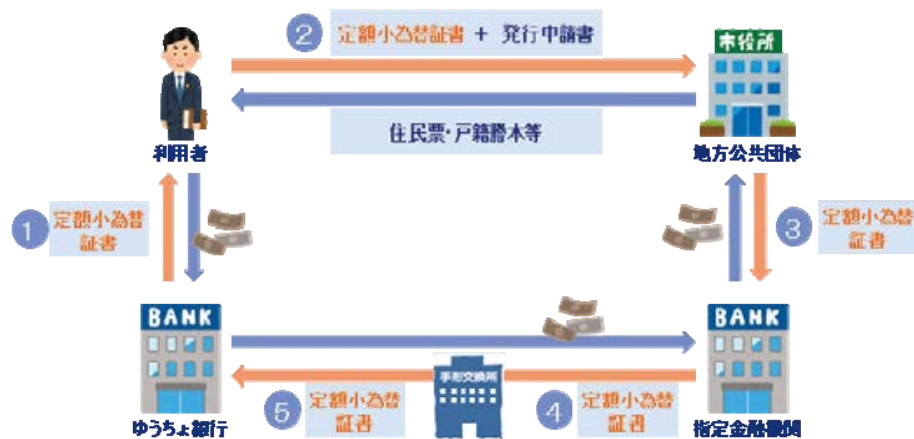 ② 定額小為替証書 + 発行申請書
市役所
住民票・戸籍謄本等
利用者
地方公共団体
① 定額小為替
証書
③ 定額小為替
証書
BANK
BANK
手形交換所
⑤ 定額小為替
証書
④ 定額小為替
証書
ゆうちょ銀行
指定金融機関